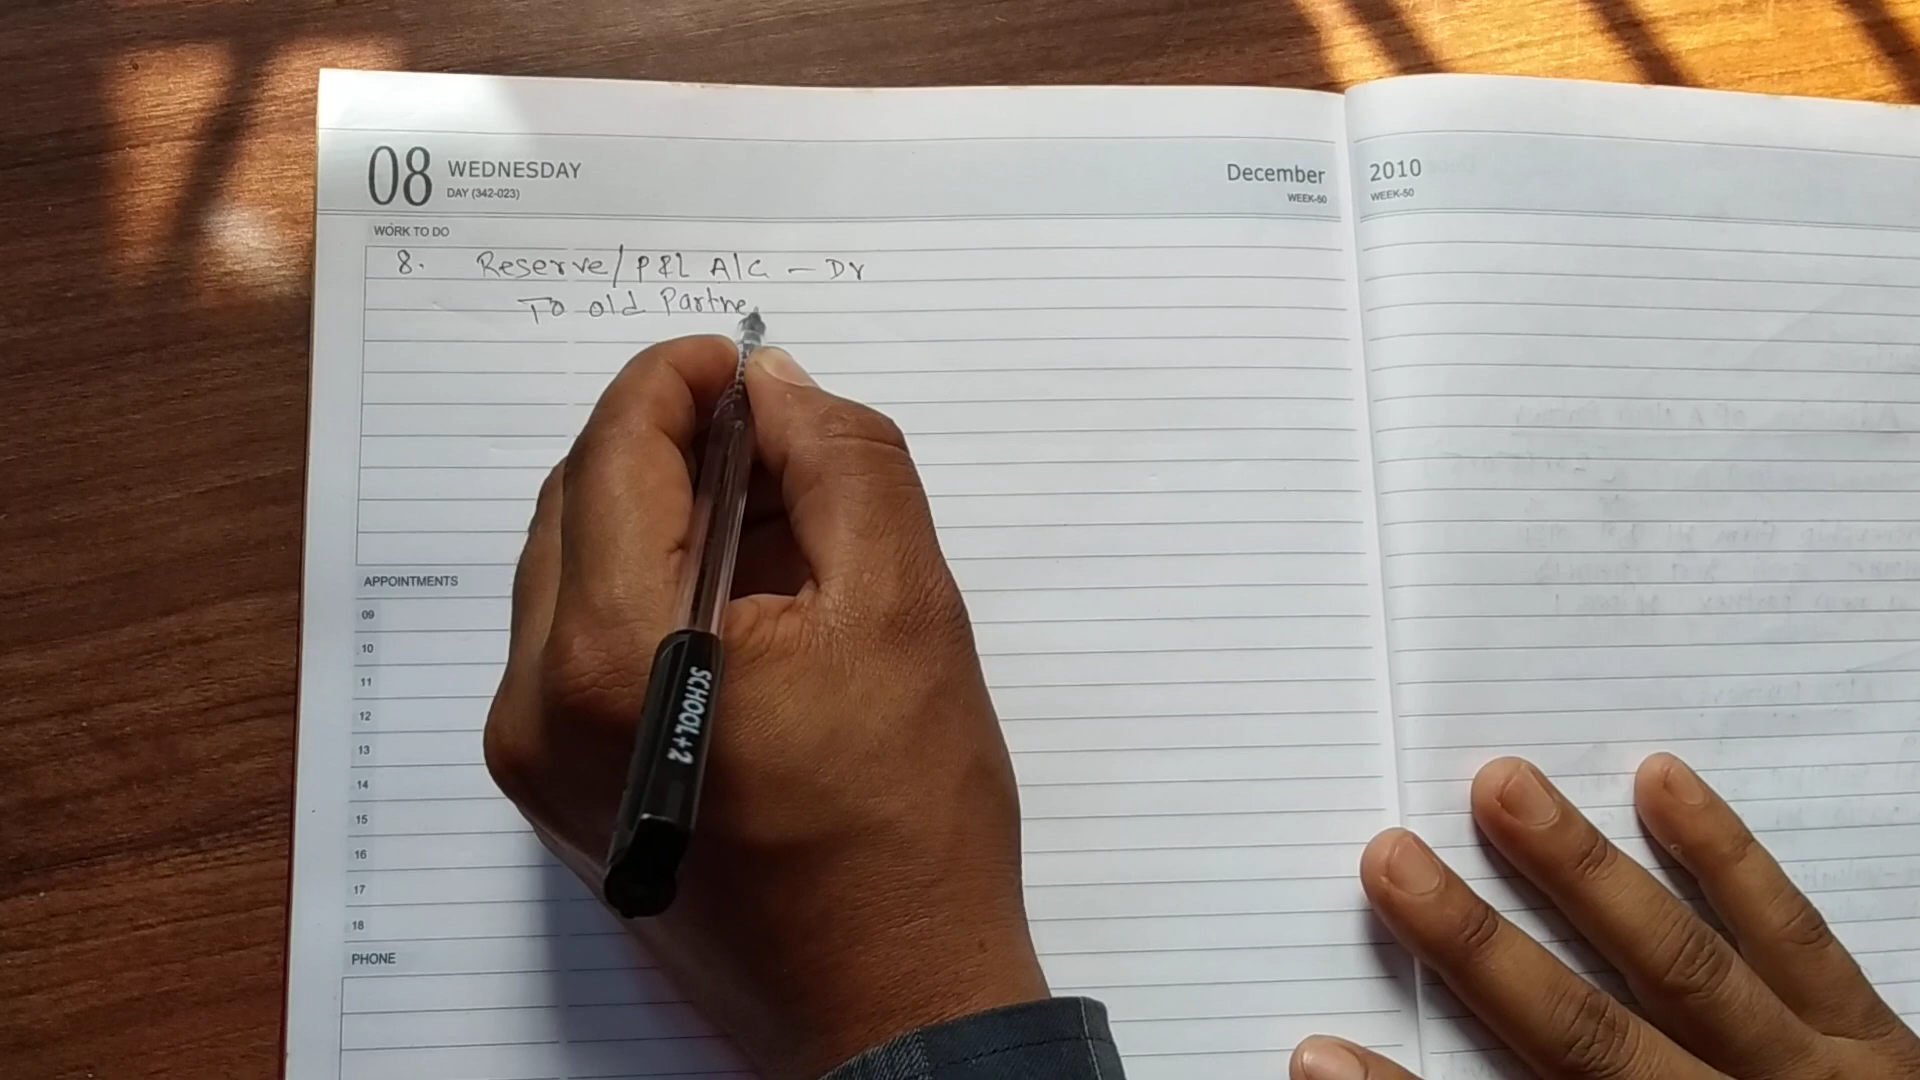 08 WEDNESDAY
DAY (342-023)
December
WEEK-50
2010
WEEK-50
WORK TO DO
8. Reserve/P&L A/C - Dr
To old Partne
APPOINTMENTS
09
10
11
12
13
14
15
16
17
18
PHONE
SCHOOL+2